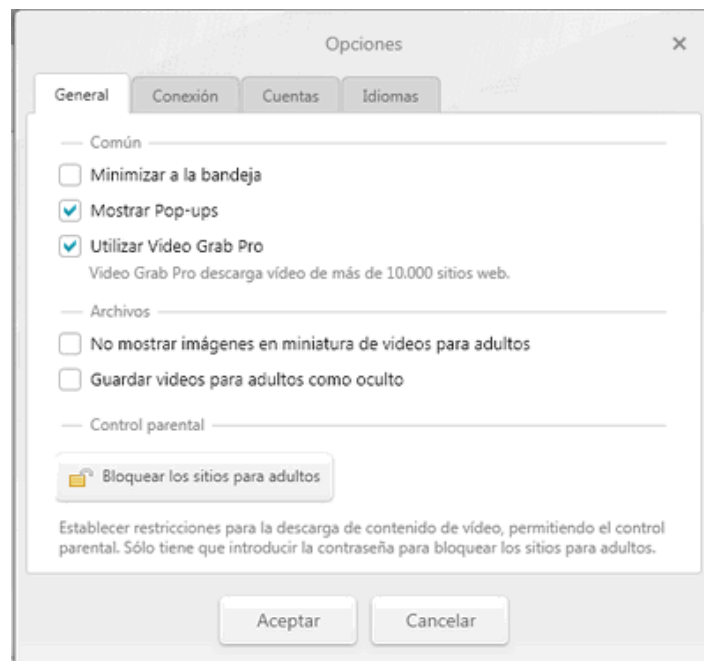 Opciones
General Conexión Cuentas Idiomas
Común
Minimizar a la bandeja
Mostrar Pop-ups
Utilizar Video Grab Pro
Video Grab Pro descarga vídeo de más de 10.000 sitios web.
Archivos
No mostrar imágenes en miniatura de videos para adultos
Guardar videos para adultos como oculto
Control parental
Bloquear los sitios para adultos
Establecer restricciones para la descarga de contenido de vídeo, permitiendo el control
parental. Sólo tiene que introducir la contraseña para bloquear los sitios para adultos.
Aceptar Cancelar